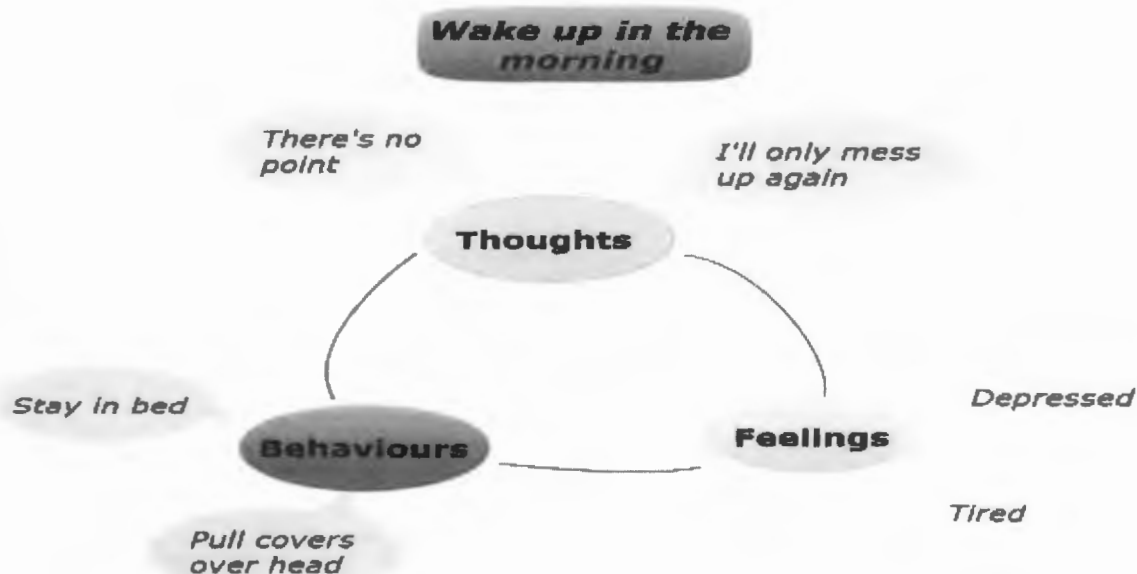 Wake up in the
morning
There's no
point
I'll only mess
up again
Thoughts
Stay in bed
Depressed
Behaviours
Feelings
Tired
Pull covers
over head